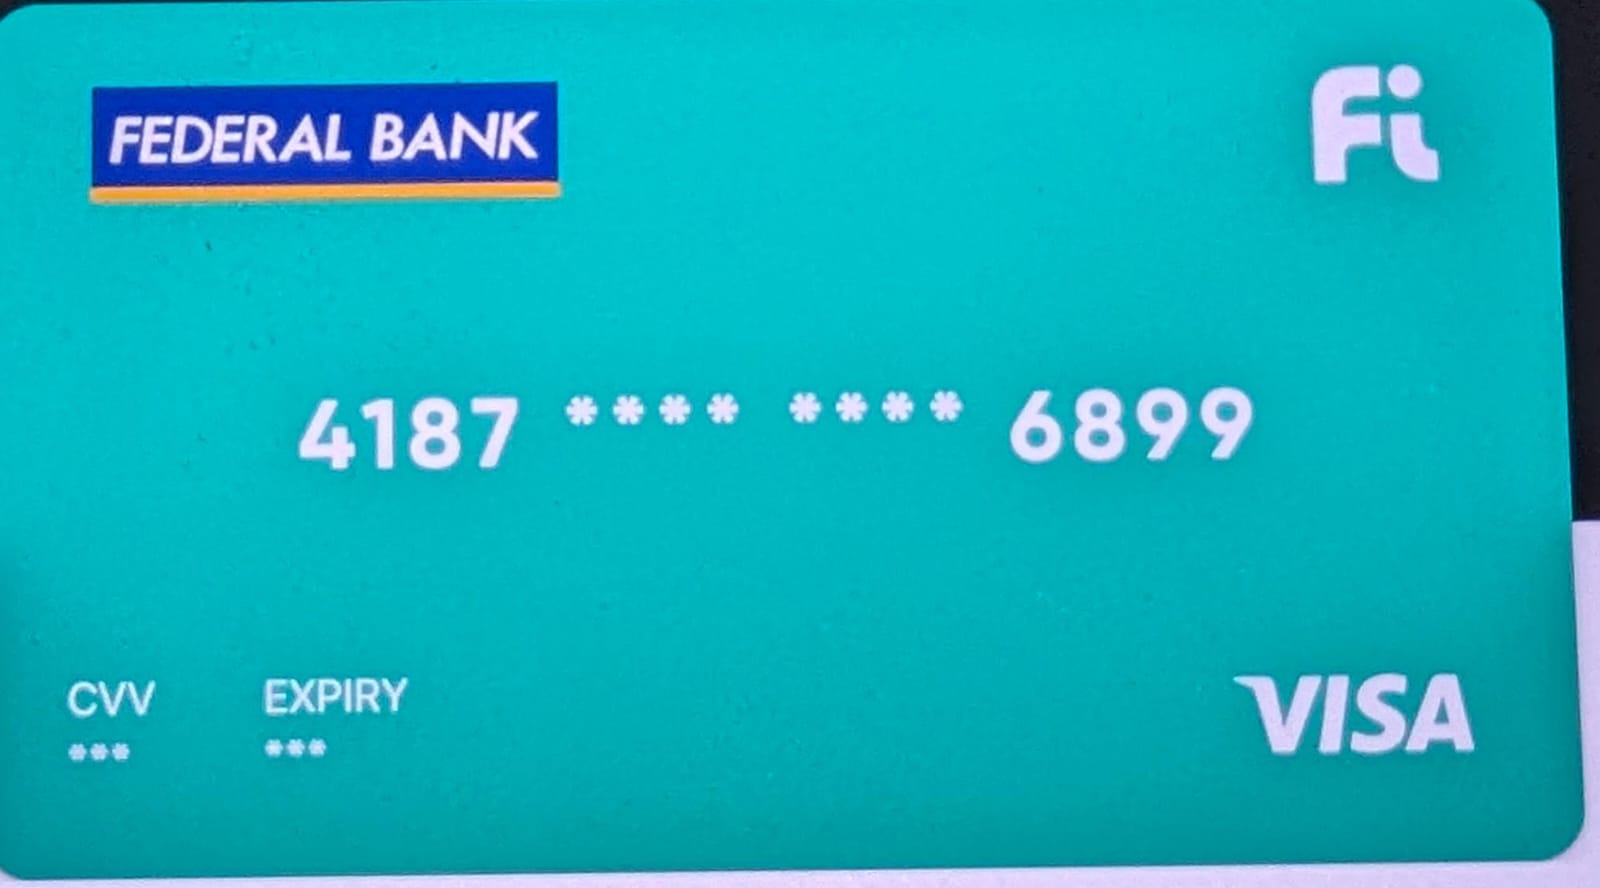 FEDERAL BANK
Fi
4187 **** **** 6899
CVV
***
EXPIRY
***
VISA